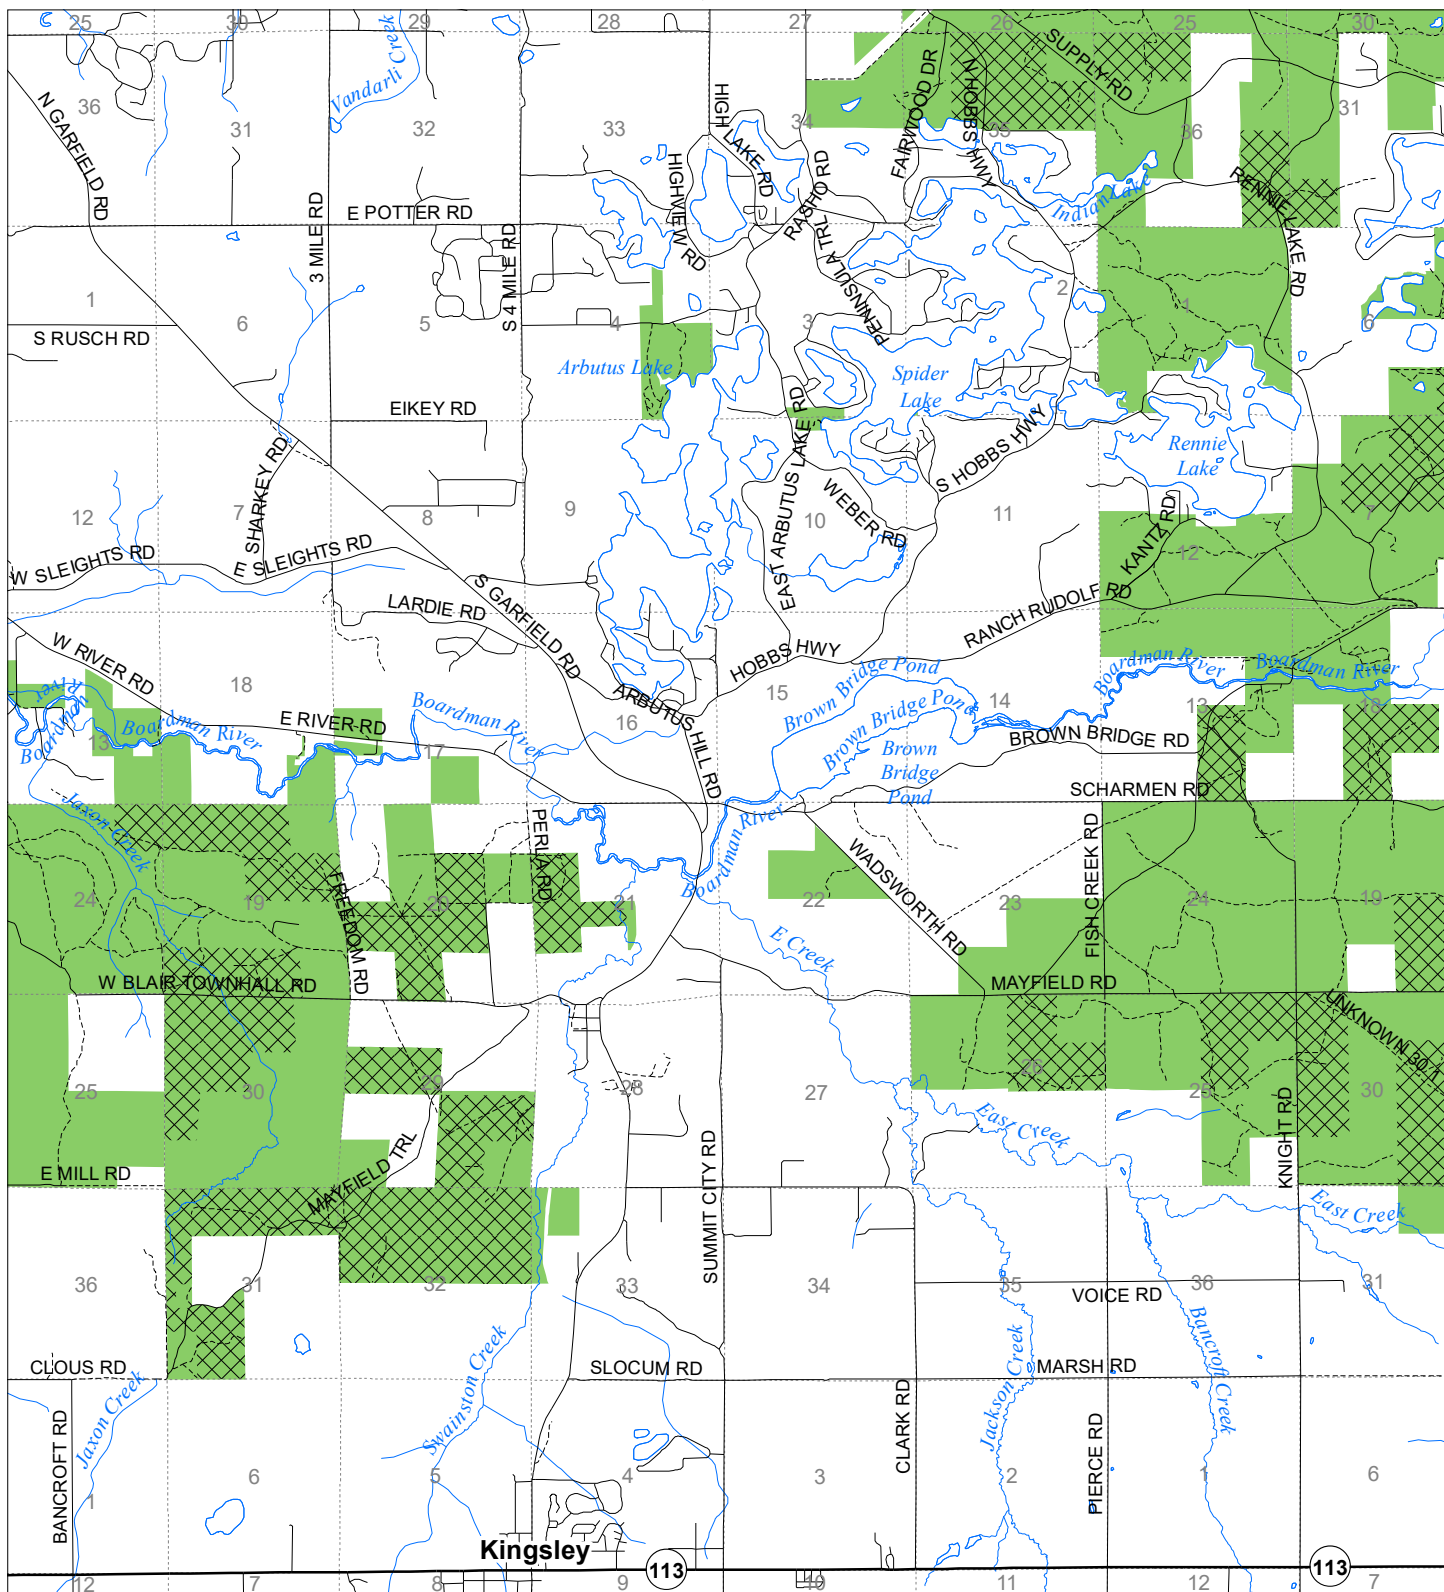 25
30
29
28
27
26
25
30
Vandarli Creek
SUPPLY RD
FAIRWOOD DR
N HOBBS HWY
36
31
32
33
34
35
36
31
N GARFIELD RD
HIGH
LAKE RD
HIGHVIEW RD
RASHO RD
Indian Lake
RENNIE LAKE RD
E POTTER RD
3 MILE RD
S 4 MILE RD
PENINSULA TRL
1
6
5
4
3
2
1
6
S RUSCH RD
Arbutus Lake
Spider
Lake
EIKEY RD
EAST ARBUTUS LAKE RD
S HOBBS HWY
Rennie
Lake
E SHARKEY RD
WEBER RD
KANTZ RD
12
7
8
9
10
11
12
7
W SLEIGHTS RD
E SLEIGHTS RD
S GARFIELD RD
LARDIE RD
RANCH RUDOLF RD
W RIVER RD
HOBBS HWY
Brown Bridge Pond
Boardman River
Boardman River
18
ARBUTUS HILL RD
15
14
13
18
Boardman River
Boardman River
Boardman River
E RIVER RD
16
Brown Bridge Pond
BROWN BRIDGE RD
13
17
Brown
Bridge
Pond
SCHARMEN RD
Jaxon Creek
PERLA RD
Boardman River
WADSWORTH RD
FISH CREEK RD
24
19
FREEDOM RD
20
21
22
23
24
19
E Creek
W BLAIR TOWNHALL RD
MAYFIELD RD
UNKNOWN 30-1
25
30
29
28
27
26
25
30
East Creek
KNIGHT RD
E MILL RD
MAYFIELD TRL
SUMMIT CITY RD
East Creek
36
31
32
33
34
35
36
31
VOICE RD
Swainston Creek
Jackson Creek
Bancroft Creek
CLOUS RD
SLOCUM RD
MARSH RD
Jaxon Creek
BANCROFT RD
CLARK RD
PIERCE RD
1
6
5
4
3
2
1
6
Kingsley
113
113
12
7
8
9
10
11
12
7